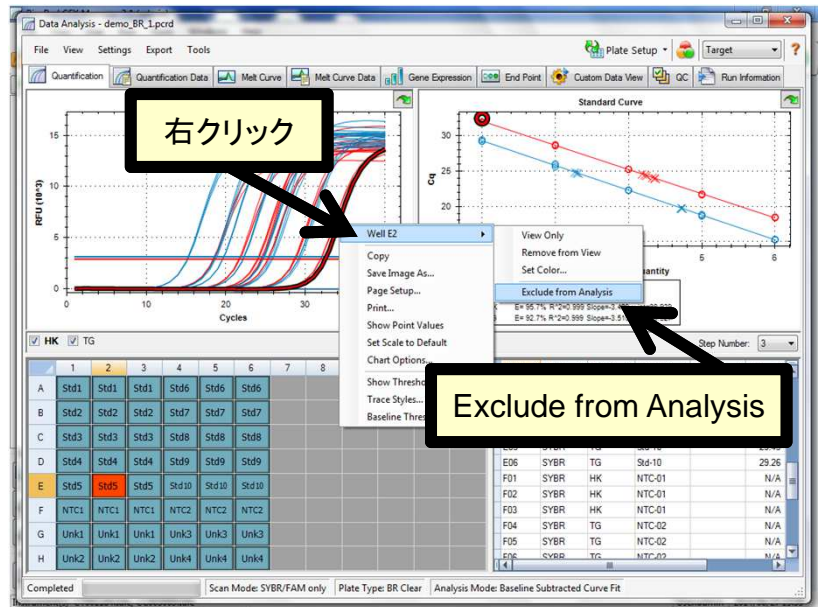 Data Analysis - demo_BR_1.pcrd
File View Settings Export Tools Plate Setup Target ?
Quantification Quantification Data Melt Curve Melt Curve Data Gene Expression End Point Custom Data View QC Run Information
右クリック
Standard Curve
RFU (10^3)
15
10
5
0
0 10 20 30
Cycles
Cq
30
25
20
5 6
E= 95.7% R^2=0.999
E= 92.7% R^2=0.999
Well E2
Copy
Save Image As...
Page Setup...
Print...
Show Point Values
Set Scale to Default
Chart Options...
Trace Styles...
View Only
Remove from View
Set Color...
Exclude from Analysis
Exclude from Analysis
HK TG
Step Number: 3
1 2 3 4 5 6 7 8
A Std1 Std1 Std1 Std6 Std6 Std6
B Std2 Std2 Std2 Std7 Std7 Std7
C Std3 Std3 Std3 Std8 Std8 Std8
D Std4 Std4 Std4 Std9 Std9 Std9
E Std5 Std5 Std5 Std10 Std10 Std10
F NTC1 NTC1 NTC1 NTC2 NTC2 NTC2
G Unk1 Unk1 Unk1 Unk3 Unk3 Unk3
H Unk2 Unk2 Unk2 Unk4 Unk4 Unk4
E06 SYBR TG Std-10 29.26
F01 SYBR HK NTC-01 N/A
F02 SYBR HK NTC-01 N/A
F03 SYBR HK NTC-01 N/A
F04 SYBR TG NTC-02 N/A
F05 SYBR TG NTC-02 N/A
F06 SYBR TG NTC-02 N/A
Completed Scan Mode: SYBR/FAM only Plate Type: BR Clear Analysis Mode: Baseline Subtracted Curve Fit